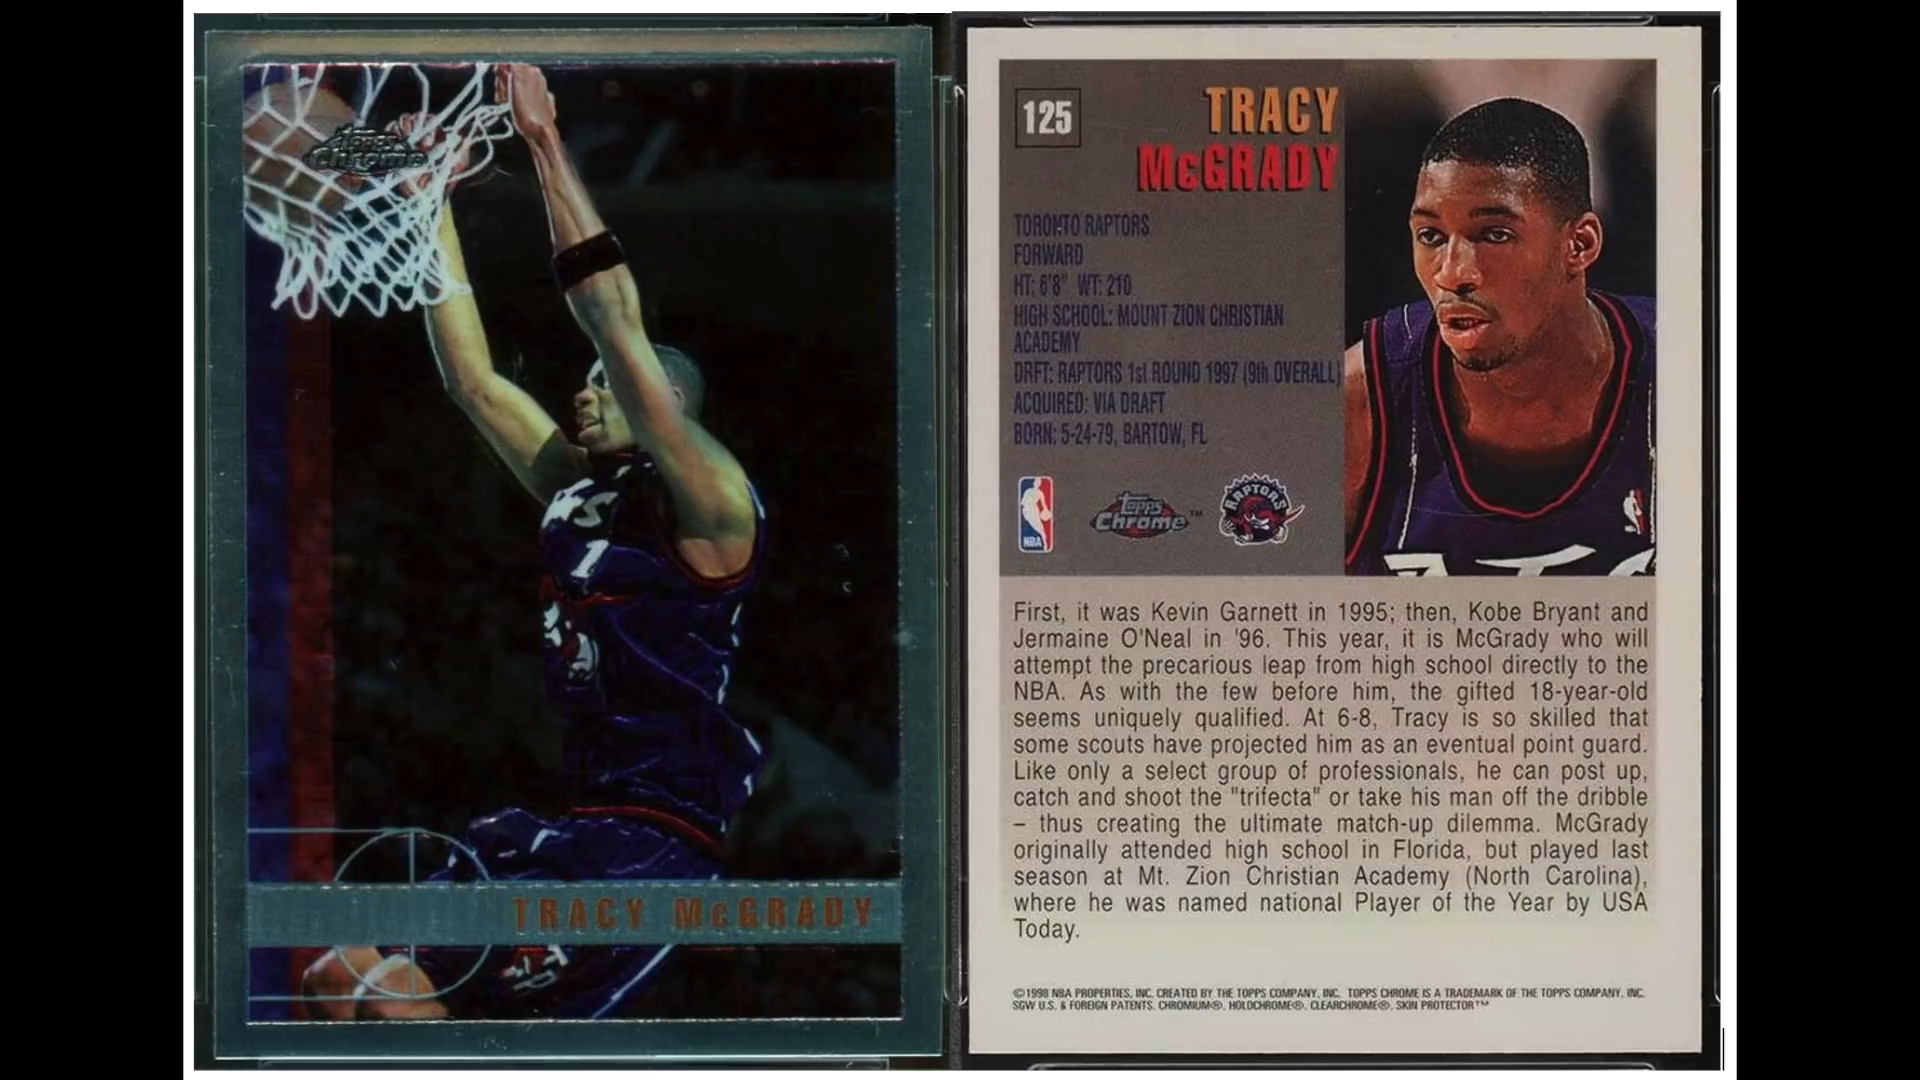 Topps
Chrome
TRACY McGRADY
125
TRACY
McGRADY
TORONTO RAPTORS
FORWARD
HT: 6'8" WT: 210
HIGH SCHOOL: MOUNT ZION CHRISTIAN
ACADEMY
DRFT: RAPTORS 1st ROUND 1997 (9th OVERALL)
ACQUIRED: VIA DRAFT
BORN: 5-24-79, BARTOW, FL
NBA
Topps
Chrome™
RAPTORS
First, it was Kevin Garnett in 1995; then, Kobe Bryant and
Jermaine O'Neal in '96. This year, it is McGrady who will
attempt the precarious leap from high school directly to the
NBA. As with the few before him, the gifted 18-year-old
seems uniquely qualified. At 6-8, Tracy is so skilled that
some scouts have projected him as an eventual point guard.
Like only a select group of professionals, he can post up,
catch and shoot the "trifecta" or take his man off the dribble
– thus creating the ultimate match-up dilemma. McGrady
originally attended high school in Florida, but played last
season at Mt. Zion Christian Academy (North Carolina),
where he was named national Player of the Year by USA
Today.
©1998 NBA PROPERTIES, INC. CREATED BY THE TOPPS COMPANY, INC. TOPPS CHROME IS A TRADEMARK OF THE TOPPS COMPANY, INC.
SGW U.S. & FOREIGN PATENTS. CHROMIUM®. HOLOCHROME®. CLEARCHROME®. SKIN PROTECTOR™